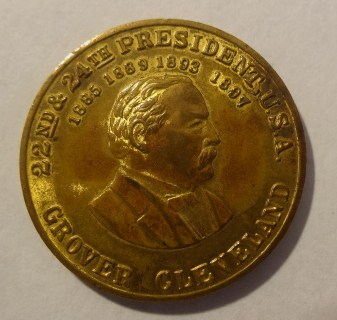 22ND & 24TH PRESIDENT, U.S.A.
1885 1889 1893 1897
GROVER CLEVELAND